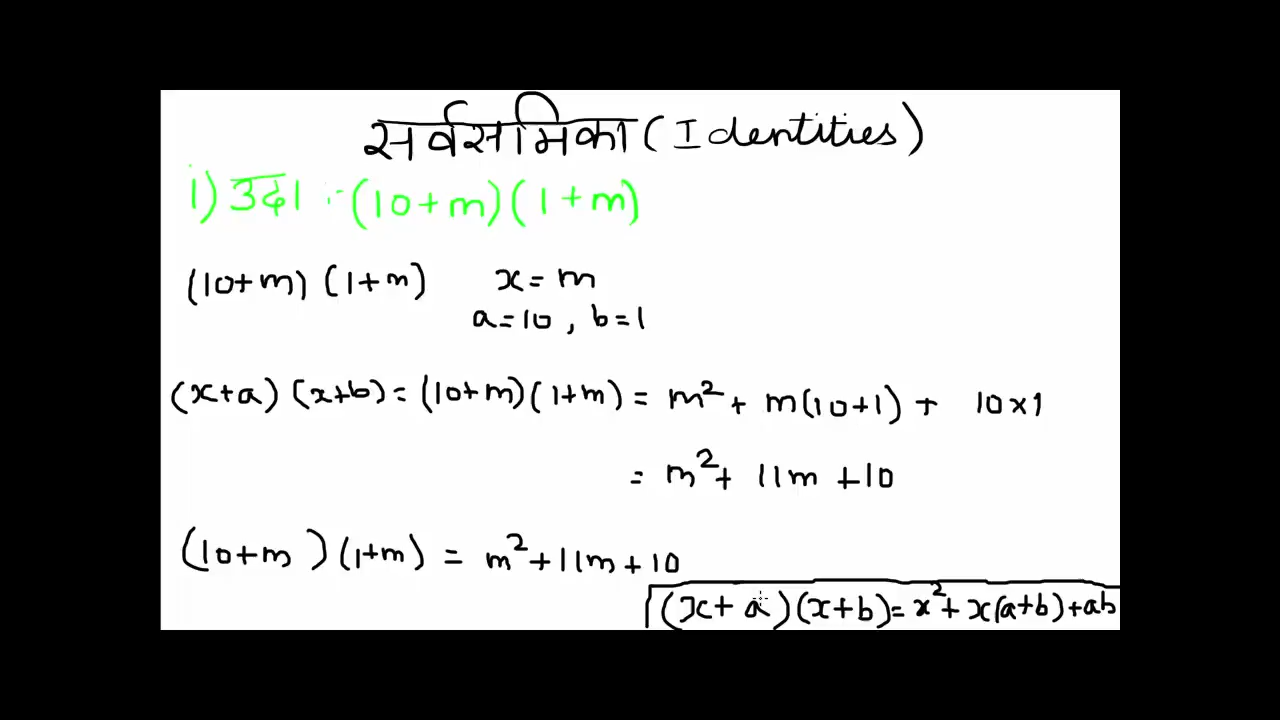 सर्वसमिका (Identities)
1) उदा :- (10+m)(1+m)
(10+m) (1+m) x = m
a=10 , b=1
(x+a) (x+b) = (10+m)(1+m) = m² + m(10+1) + 10×1
= m² + 11m +10
(10+m )(1+m) = m²+11m+10
(x+a)(x+b)= x²+ x(a+b)+ab